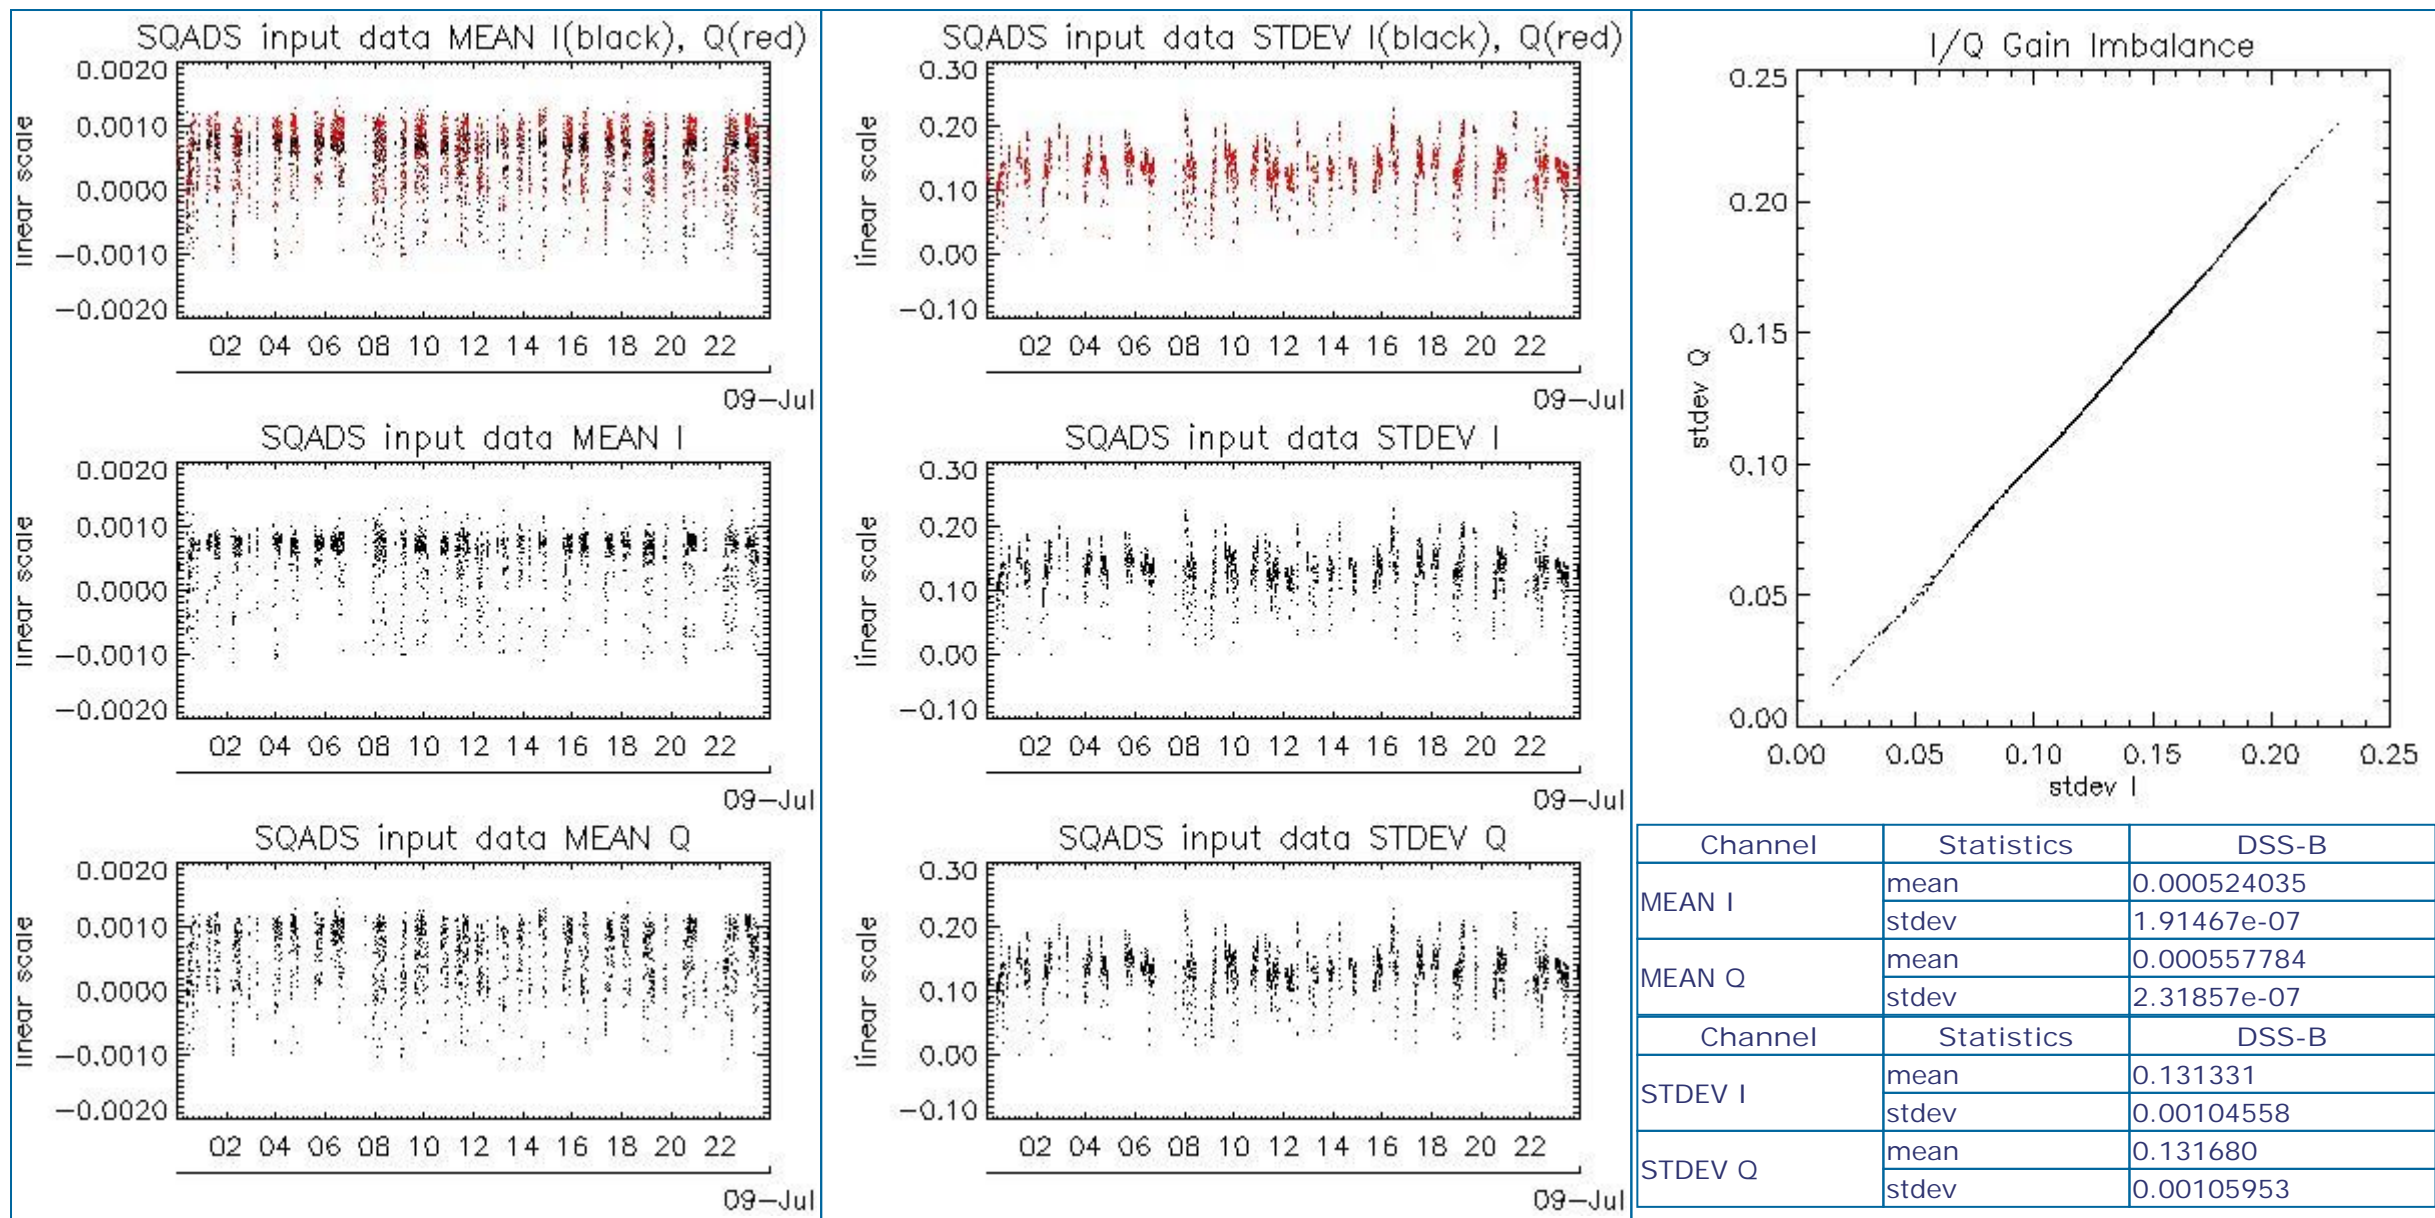 SQADS input data MEAN I(black), Q(red)
0.0020
0.0010
0.0000
−0.0010
−0.0020
linear scale
02 04 06 08 10 12 14 16 18 20 22
09−Jul
SQADS input data MEAN I
0.0020
0.0010
0.0000
−0.0010
−0.0020
linear scale
02 04 06 08 10 12 14 16 18 20 22
09−Jul
SQADS input data MEAN Q
0.0020
0.0010
0.0000
−0.0010
−0.0020
linear scale
02 04 06 08 10 12 14 16 18 20 22
09−Jul
SQADS input data STDEV I(black), Q(red)
0.30
0.20
0.10
0.00
−0.10
linear scale
02 04 06 08 10 12 14 16 18 20 22
09−Jul
SQADS input data STDEV I
0.30
0.20
0.10
0.00
−0.10
linear scale
02 04 06 08 10 12 14 16 18 20 22
09−Jul
SQADS input data STDEV Q
0.30
0.20
0.10
0.00
−0.10
linear scale
02 04 06 08 10 12 14 16 18 20 22
09−Jul
I/Q Gain Imbalance
0.25
0.20
0.15
0.10
0.05
0.00
stdev Q
0.00 0.05 0.10 0.15 0.20 0.25
stdev I
Channel Statistics DSS-B
MEAN I mean 0.000524035
stdev 1.91467e-07
MEAN Q mean 0.000557784
stdev 2.31857e-07
Channel Statistics DSS-B
STDEV I mean 0.131331
stdev 0.00104558
STDEV Q mean 0.131680
stdev 0.00105953